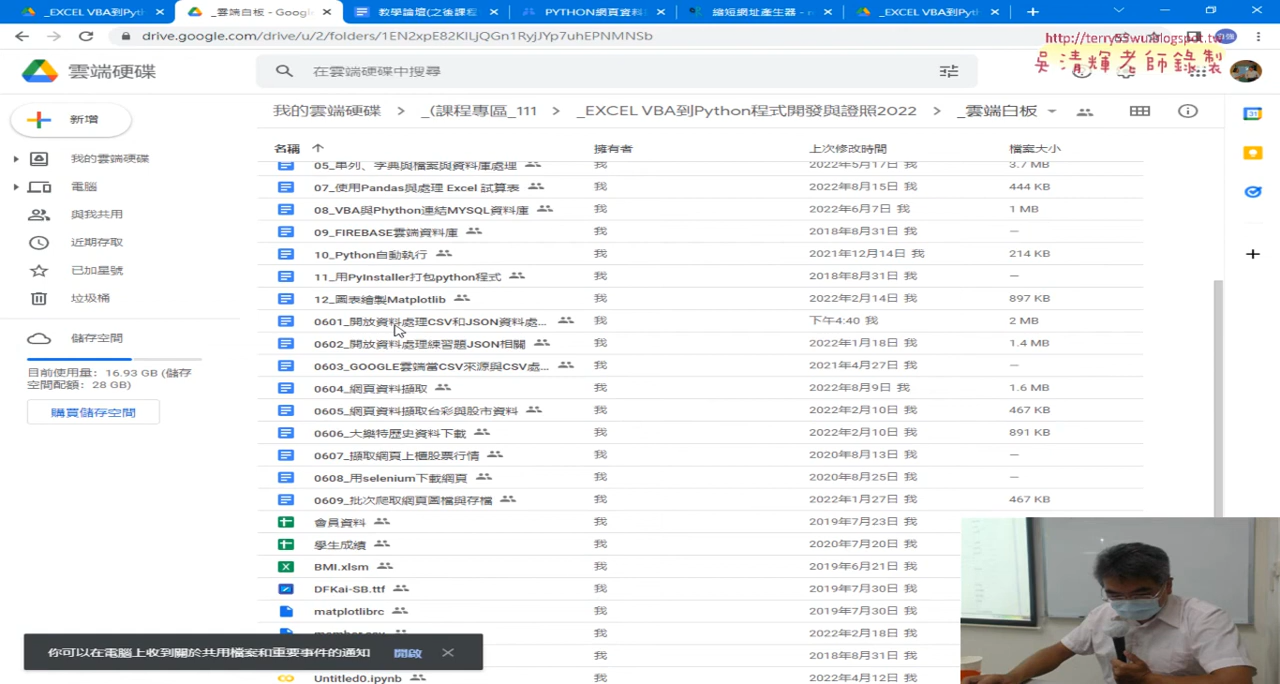 _EXCEL VBA到Pyth
_雲端白板 - Google
教學論壇(之後課程
PYTHON網頁資料
縮短網址產生器 - r
_EXCEL VBA到Pyt
drive.google.com/drive/u/2/folders/1EN2xpE82KILJQGn1RyJJYp7uhEPNMNSb
http://terry55wu.blogspot.tw
吳清輝老師錄製
雲端硬碟
在雲端硬碟中搜尋
新增
我的雲端硬碟 > _(課程專區_111 > _EXCEL VBA到Python程式開發與證照2022 > _雲端白板
名稱 擁有者 上次修改時間 檔案大小
我的雲端硬碟
電腦
與我共用
近期存取
已加星號
垃圾桶
儲存空間
目前使用量：16.93 GB (儲存
空間配額：28 GB)
購買儲存空間
05_串列、字典與檔案與資料庫處理 我 2022年5月17日 我 3.7 MB
07_使用Pandas與處理 Excel 試算表 我 2022年8月15日 我 444 KB
08_VBA與Phython連結MYSQL資料庫 我 2022年6月7日 我 1 MB
09_FIREBASE雲端資料庫 我 2018年8月31日 我 —
10_Python自動執行 我 2021年12月14日 我 214 KB
11_用PyInstaller打包python程式 我 2018年8月31日 我 —
12_圖表繪製Matplotlib 我 2022年2月14日 我 897 KB
0601_開放資料處理CSV和JSON資料處... 我 下午4:40 我 2 MB
0602_開放資料處理練習題JSON相關 我 2022年1月18日 我 1.4 MB
0603_GOOGLE雲端當CSV來源與CSV處... 我 2021年4月27日 我 —
0604_網頁資料擷取 我 2022年8月9日 我 1.6 MB
0605_網頁資料擷取台彩與股市資料 我 2022年2月10日 我 467 KB
0606_大樂特歷史資料下載 我 2022年2月10日 我 891 KB
0607_擷取網頁上櫃股票行情 我 2020年8月13日 我 —
0608_用selenium下載網頁 我 2020年8月25日 我 —
0609_批次爬取網頁圖檔與存檔 我 2022年1月27日 我 467 KB
會員資料 我 2019年7月23日 我
學生成績 我 2020年7月20日 我
BMI.xlsm 我 2019年6月21日 我
DFKai-SB.ttf 我 2019年7月30日 我
matplotlibrc 我 2019年7月30日 我
我 2022年2月18日 我
我 2018年8月31日 我
Untitled0.ipynb 我 2022年4月12日 我
你可以在電腦上收到關於共用檔案和重要事件的通知 開啟